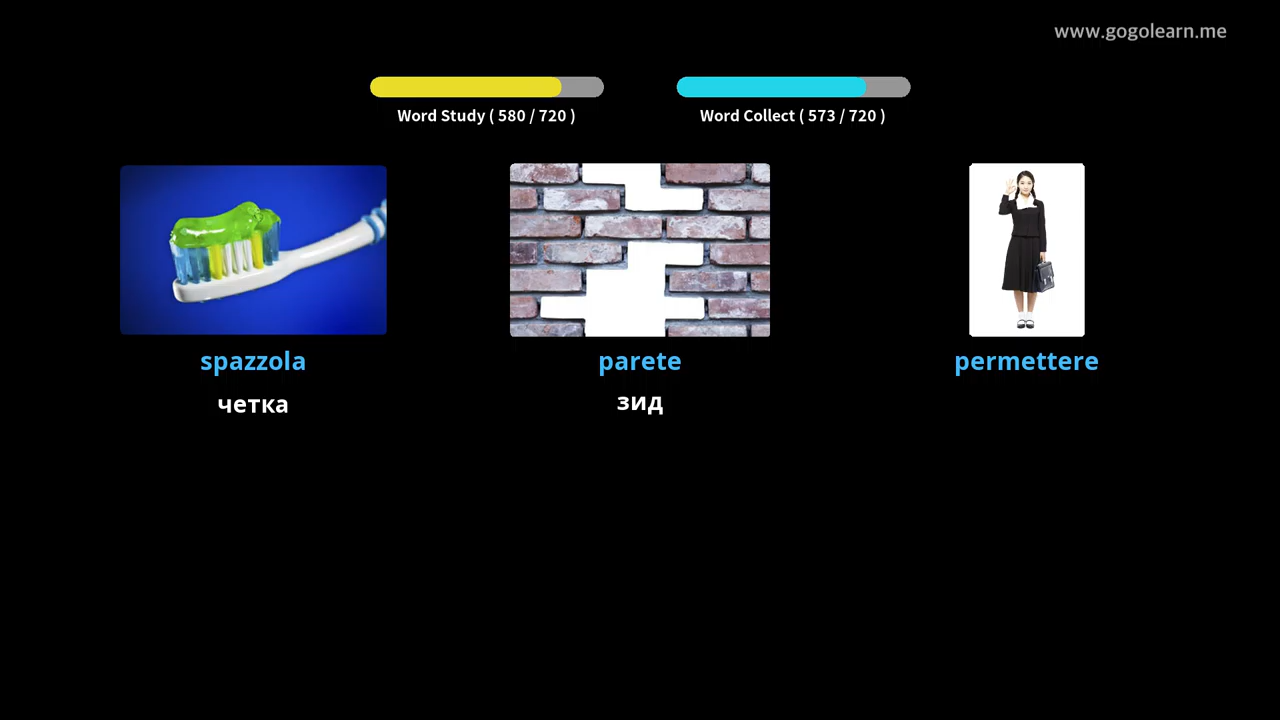 www.gogolearn.me
Word Study ( 580 / 720 )
Word Collect ( 573 / 720 )
spazzola
parete
permettere
четка
зид